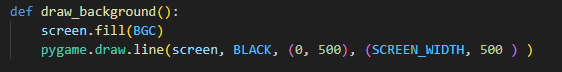 def draw_background():
    screen.fill(BGC)
    pygame.draw.line(screen, BLACK, (0, 500), (SCREEN_WIDTH, 500 ) )